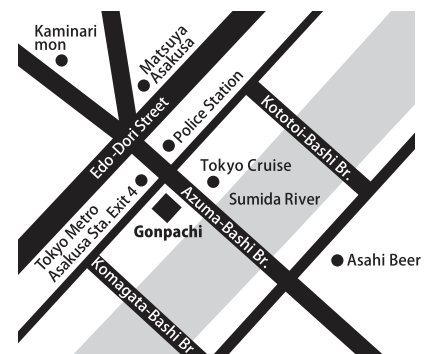 Kaminari
mon
Matsuya
Asakusa
Police Station
Edo-Dori Street
Kototoi-Bashi Br.
Tokyo Cruise
Sumida River
Azuma-Bashi Br.
Tokyo Metro
Asakusa Sta. Exit 4
Gonpachi
Asahi Beer
Komagata-Bashi Br